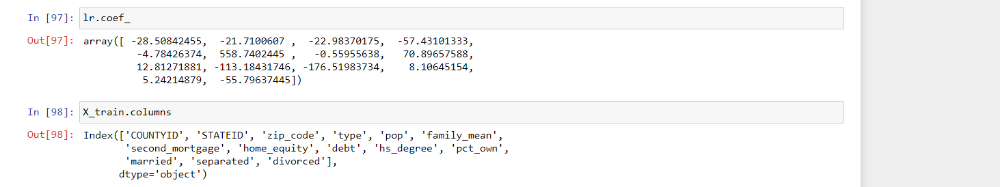 In [97]: lr.coef_
Out[97]: array([ -28.50842455,  -21.7100607 ,  -22.98370175,  -57.43101333,
-4.78426374,  558.7402445 ,   -0.55955638,   70.89657588,
12.81271881, -113.18431746, -176.51983734,    8.10645154,
5.24214879,  -55.79637445])
In [98]: X_train.columns
Out[98]: Index(['COUNTYID', 'STATEID', 'zip_code', 'type', 'pop', 'family_mean',
'second_mortgage', 'home_equity', 'debt', 'hs_degree', 'pct_own',
'married', 'separated', 'divorced'],
dtype='object')